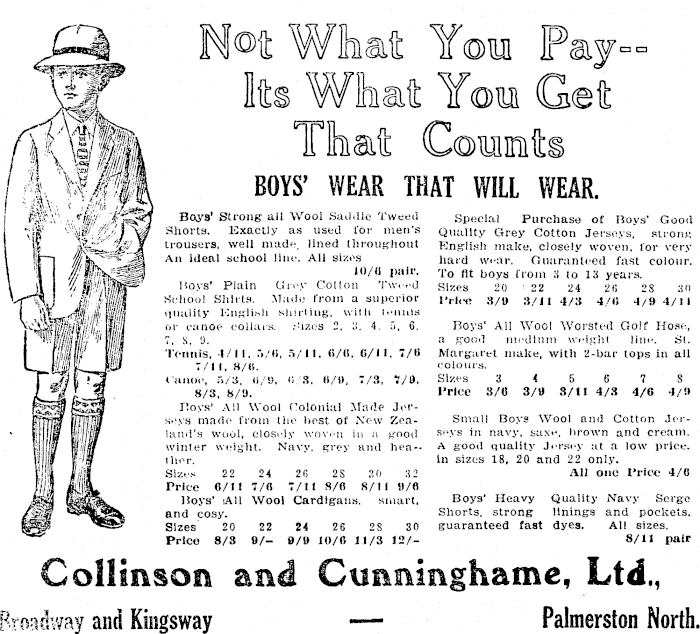 Not What You Pay--
Its What You Get
That Counts
BOYS' WEAR THAT WILL WEAR.
Boys' Strong all Wool Saddle Tweed
Shorts. Exactly as used for men's
trousers, well made, lined throughout
An ideal school line. All sizes
10/6 pair.
Boys' Plain Grey Cotton Tweed
School Shirts. Made from a superior
quality English shirting, with tennis
or canoe collars. Sizes 2, 3, 4, 5, 6,
7, 8, 9.
Tennis, 4/11, 5/6, 5/11, 6/6, 6/11, 7/6
7/11, 8/6.
Canoe, 5/3, 6/9, 6/3, 6/9, 7/3, 7/9,
8/3, 8/9.
Boys' All Wool Colonial Made Jer-
seys made from the best of New Zea-
land's wool, closely woven in a good
winter weight. Navy, grey and hea-
ther.
Sizes 22 24 26 28 30 32
Price 6/11 7/6 7/11 8/6 8/11 9/6
Boys' All Wool Cardigans, smart,
and cosy.
Sizes 20 22 24 26 28 30
Price 8/3 9/- 9/9 10/6 11/3 12/-
Special Purchase of Boys' Good
Quality Grey Cotton Jerseys, strong
English make, closely woven, for very
hard wear. Guaranteed fast colour.
To fit boys from 3 to 13 years.
Sizes 20 22 24 26 28 30
Price 3/9 3/11 4/3 4/6 4/9 4/11
Boys' All Wool Worsted Golf Hose,
a good medium weight line. St.
Margaret make, with 2-bar tops in all
colours.
Sizes 3 4 5 6 7 8
Price 3/6 3/9 3/11 4/3 4/6 4/9
Small Boys Wool and Cotton Jer-
seys in navy, saxe, brown and cream.
A good quality Jersey at a low price.
in sizes 18, 20 and 22 only.
All one Price 4/6
Boys' Heavy Quality Navy Serge
Shorts, strong linings and pockets,
guaranteed fast dyes. All sizes.
8/11 pair
Collinson and Cunninghame, Ltd.,
Broadway and Kingsway — Palmerston North.